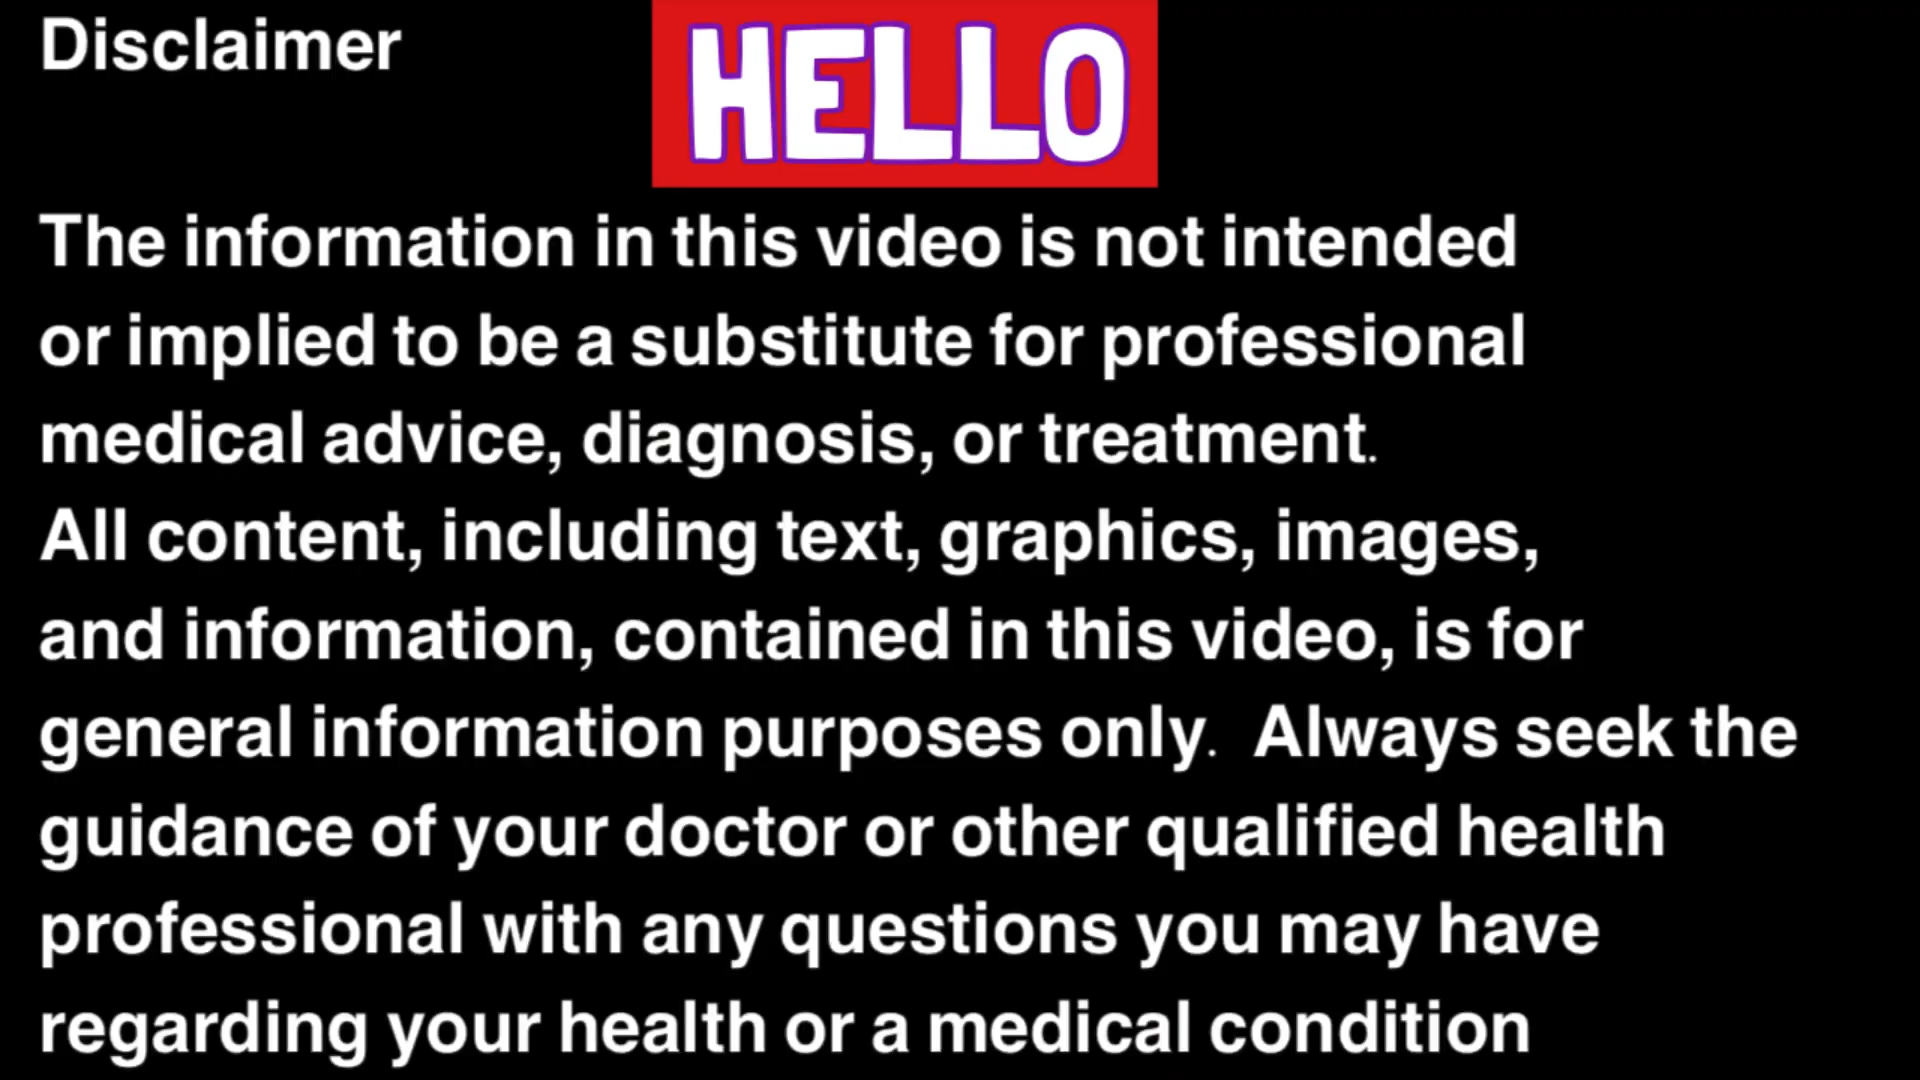 Disclaimer
HELLO
The information in this video is not intended
or implied to be a substitute for professional
medical advice, diagnosis, or treatment.
All content, including text, graphics, images,
and information, contained in this video, is for
general information purposes only.  Always seek the
guidance of your doctor or other qualified health
professional with any questions you may have
regarding your health or a medical condition